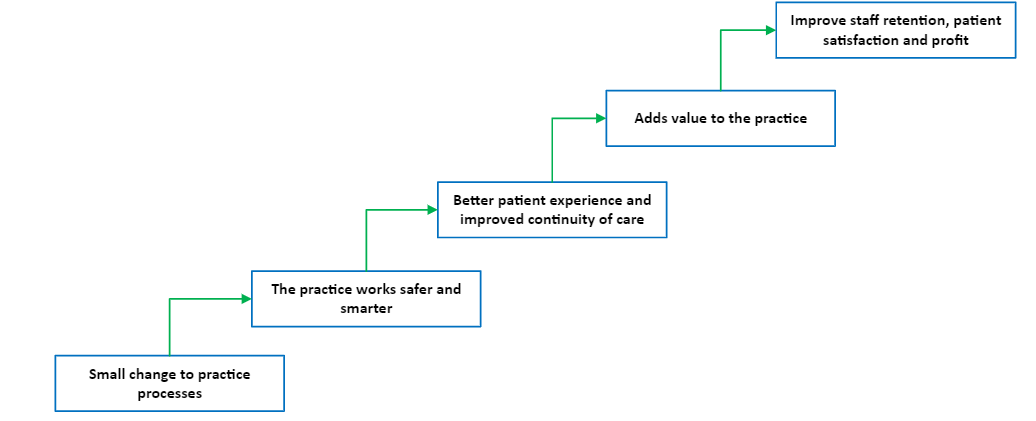 Improve staff retention, patient
satisfaction and profit
Adds value to the practice
Better patient experience and
improved continuity of care
The practice works safer and
smarter
Small change to practice
processes